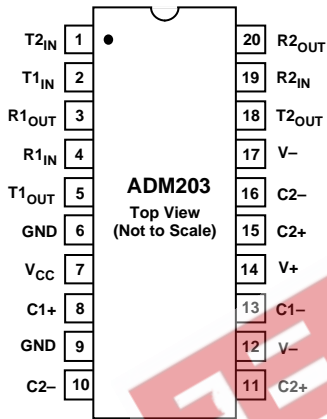 T2IN 1 20 R2OUT
T1IN 2 19 R2IN
R1OUT 3 18 T2OUT
R1IN 4 17 V–
T1OUT 5 ADM203 16 C2–
Top View
GND 6 (Not to Scale) 15 C2+
VCC 7 14 V+
C1+ 8 13 C1–
GND 9 12 V–
C2– 10 11 C2+